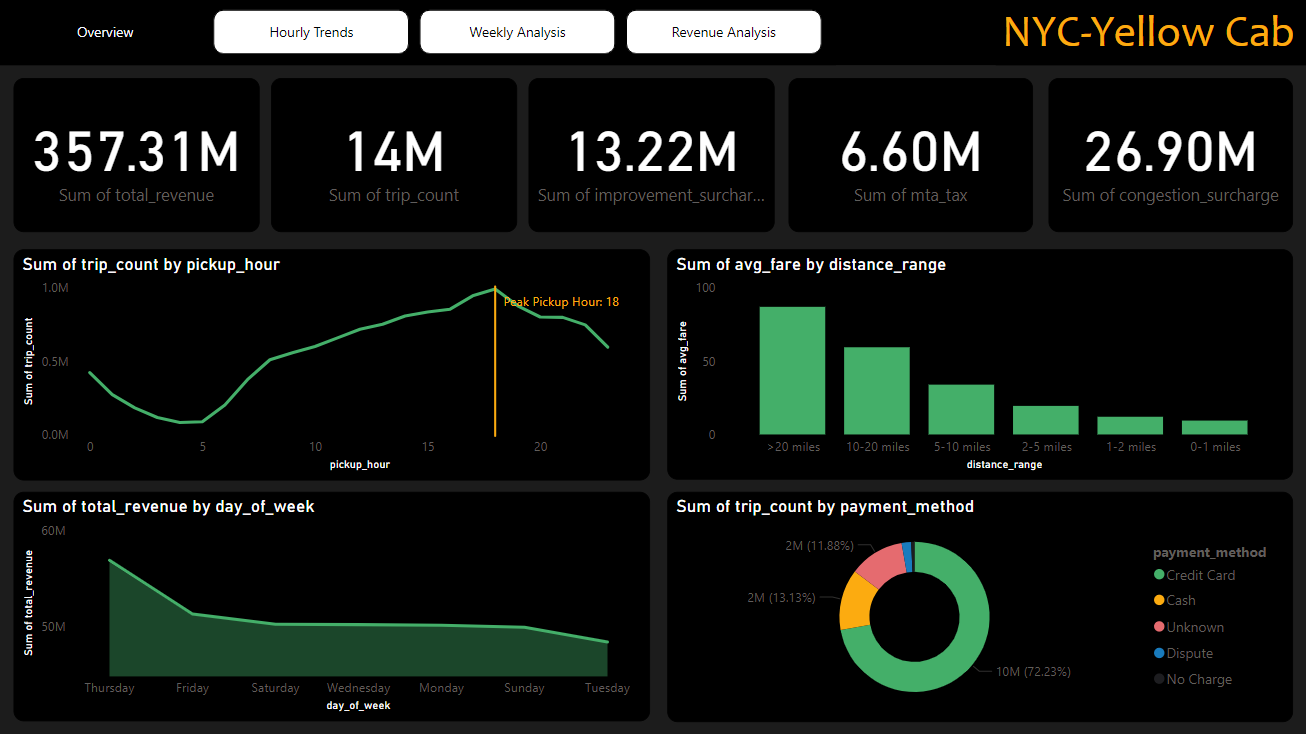 Overview
Hourly Trends
Weekly Analysis
Revenue Analysis
NYC-Yellow Cab
357.31M
Sum of total_revenue
14M
Sum of trip_count
13.22M
Sum of improvement_surchar...
6.60M
Sum of mta_tax
26.90M
Sum of congestion_surcharge
Sum of trip_count by pickup_hour
Sum of trip_count
1.0M
0.5M
0.0M
Peak Pickup Hour: 18
0 5 10 15 20
pickup_hour
Sum of avg_fare by distance_range
Sum of avg_fare
100
50
0
>20 miles 10-20 miles 5-10 miles 2-5 miles 1-2 miles 0-1 miles
distance_range
Sum of total_revenue by day_of_week
Sum of total_revenue
60M
50M
Thursday Friday Saturday Wednesday Monday Sunday Tuesday
day_of_week
Sum of trip_count by payment_method
2M (11.88%)
2M (13.13%)
10M (72.23%)
payment_method
Credit Card
Cash
Unknown
Dispute
No Charge